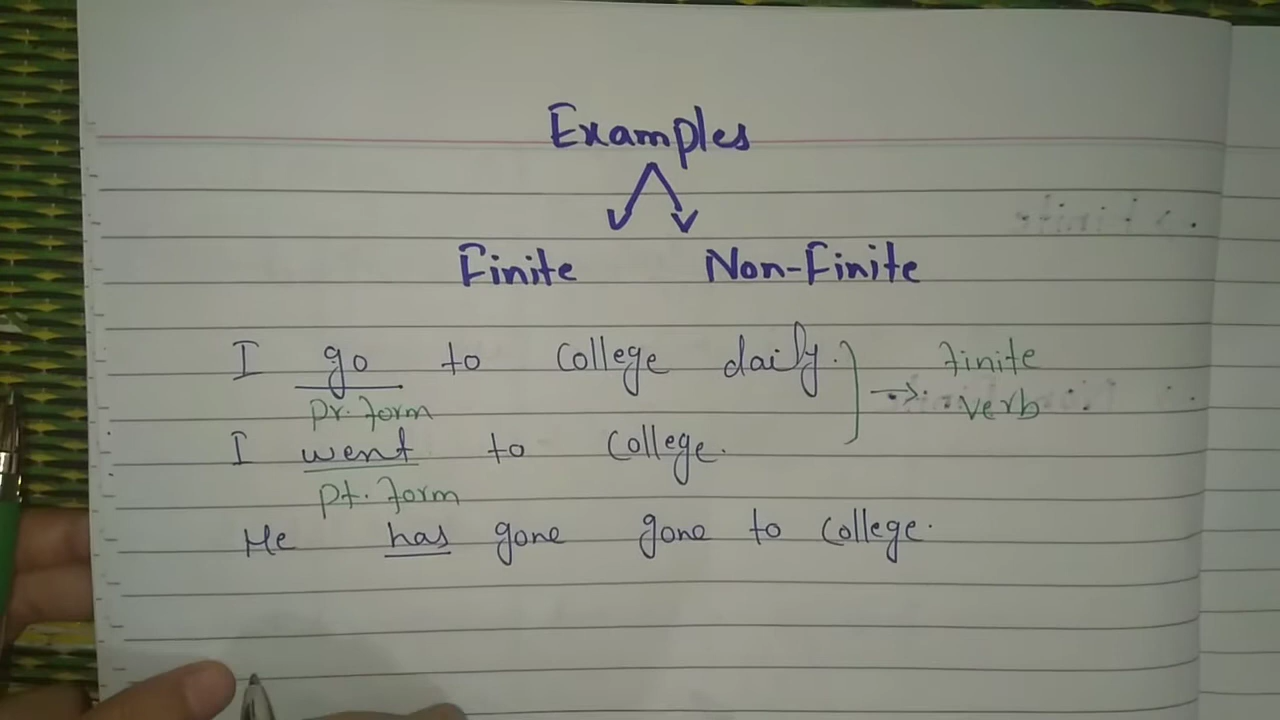 Examples
Finite Non-Finite
I go to College daily. → finite
pr. form verb
I went to College.
pt. form
He has gone gone to College.